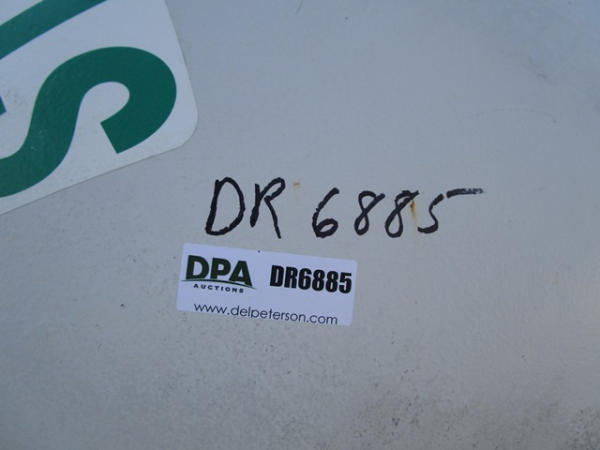 S
DR 6885
DPA DR6885
AUCTIONS
www.delpeterson.com